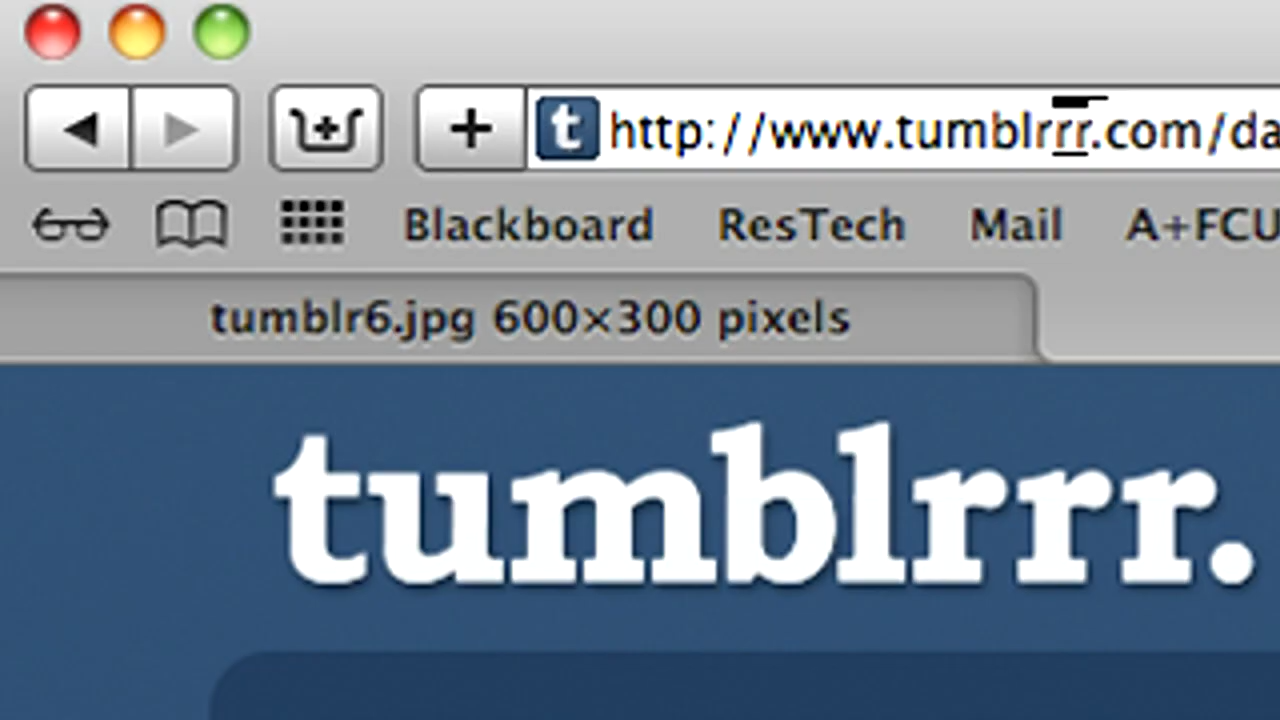 t http://www.tumblrrr.com/da
Blackboard ResTech Mail A+FCU
tumblr6.jpg 600×300 pixels
tumblrrr.